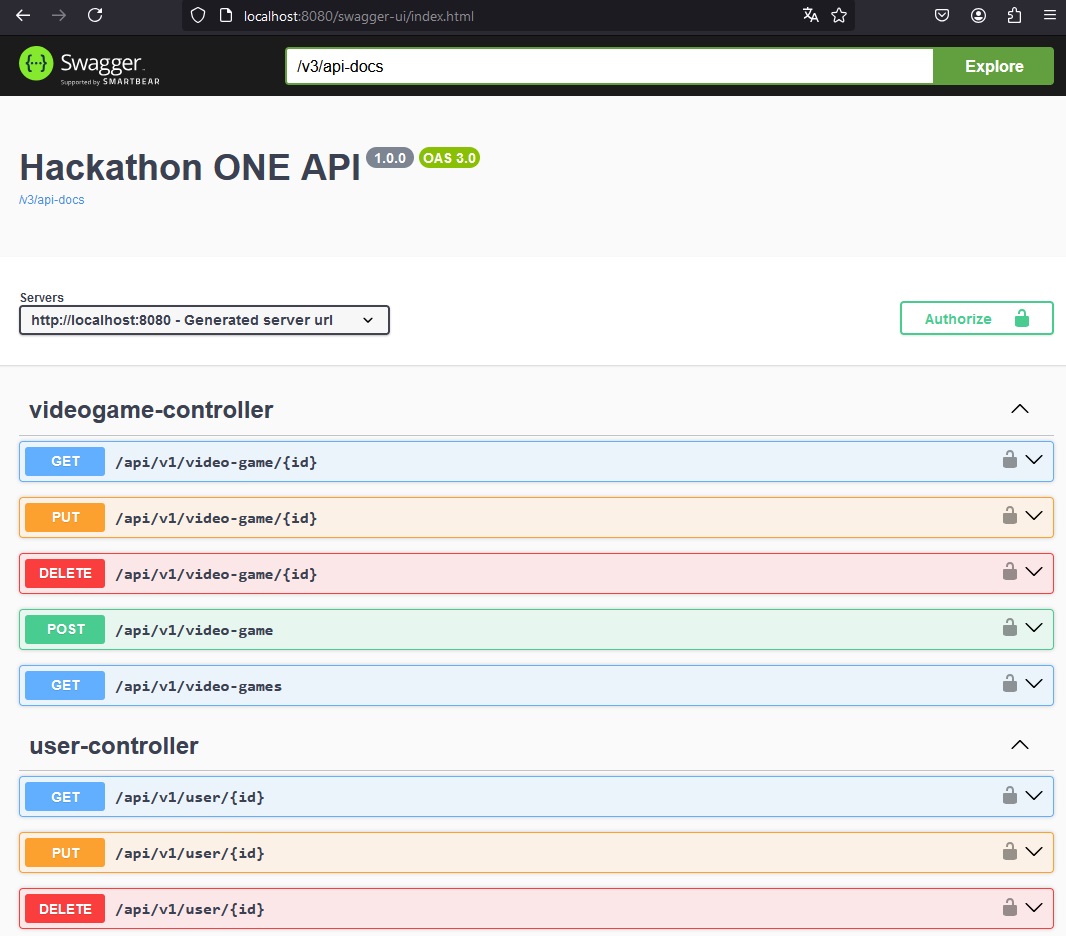 localhost:8080/swagger-ui/index.html
Swagger.
Supported by SMARTBEAR
/v3/api-docs
Explore
Hackathon ONE API 1.0.0 OAS 3.0
/v3/api-docs
Servers
http://localhost:8080 - Generated server url
Authorize
videogame-controller
GET /api/v1/video-game/{id}
PUT /api/v1/video-game/{id}
DELETE /api/v1/video-game/{id}
POST /api/v1/video-game
GET /api/v1/video-games
user-controller
GET /api/v1/user/{id}
PUT /api/v1/user/{id}
DELETE /api/v1/user/{id}